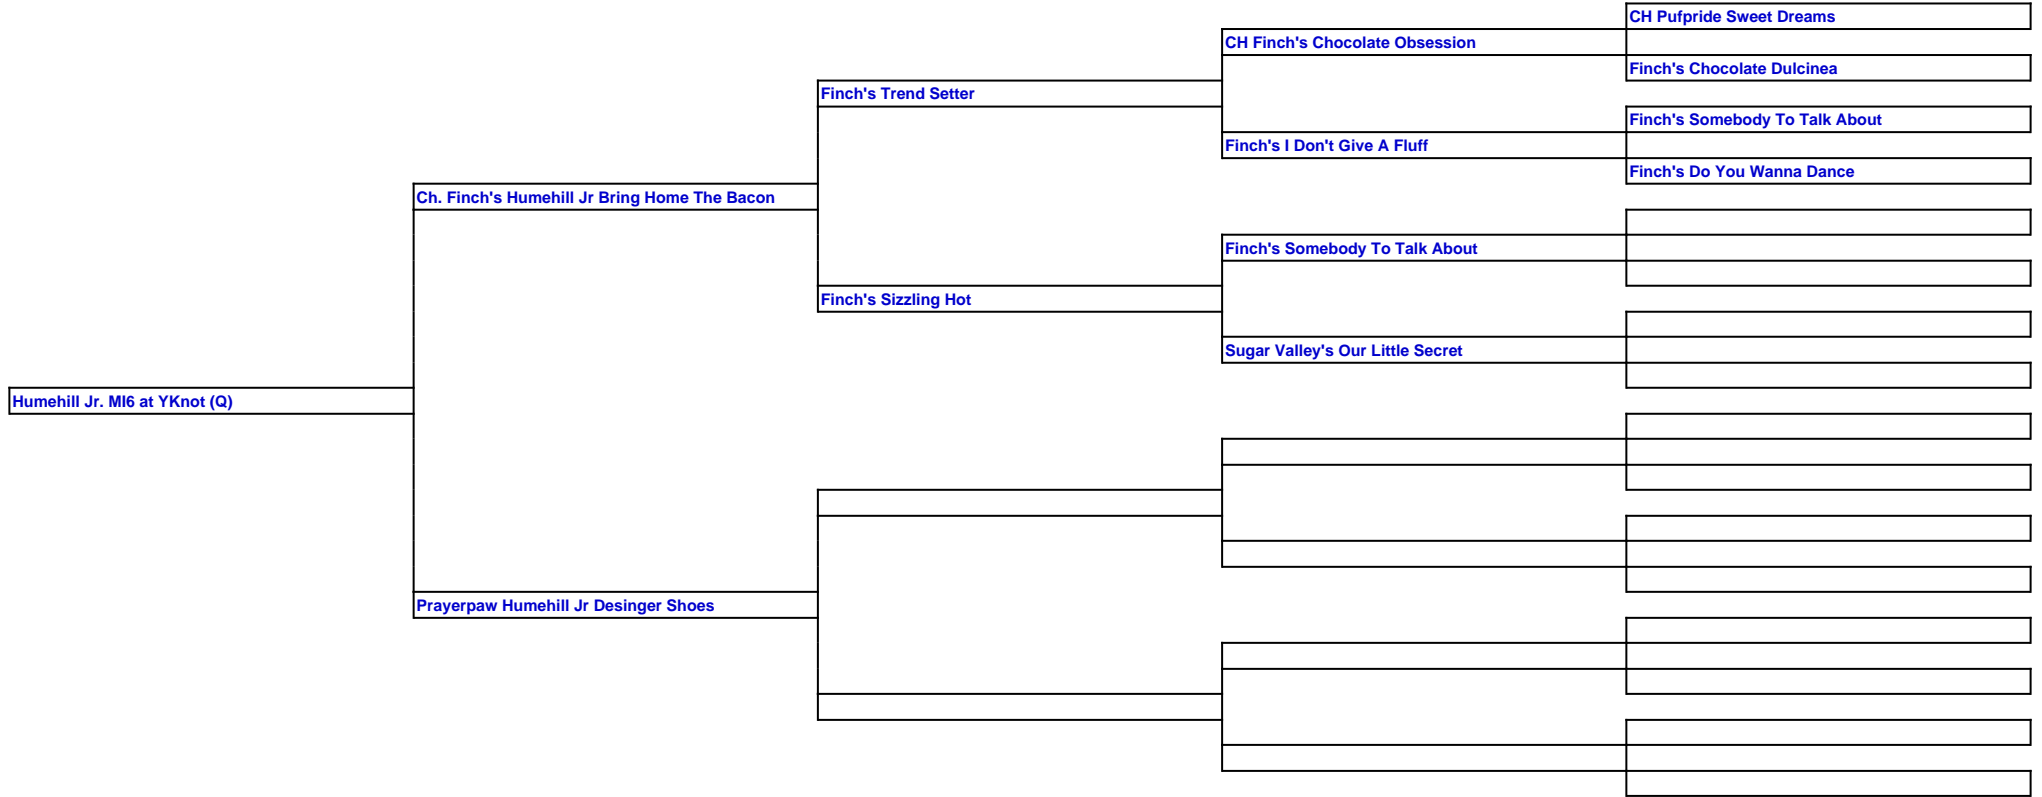 CH Pufpride Sweet Dreams
CH Finch's Chocolate Obsession
Finch's Chocolate Dulcinea
Finch's Trend Setter
Finch's Somebody To Talk About
Finch's I Don't Give A Fluff
Finch's Do You Wanna Dance
Ch. Finch's Humehill Jr Bring Home The Bacon
Finch's Somebody To Talk About
Finch's Sizzling Hot
Sugar Valley's Our Little Secret
Humehill Jr. MI6 at YKnot (Q)
Prayerpaw Humehill Jr Desinger Shoes